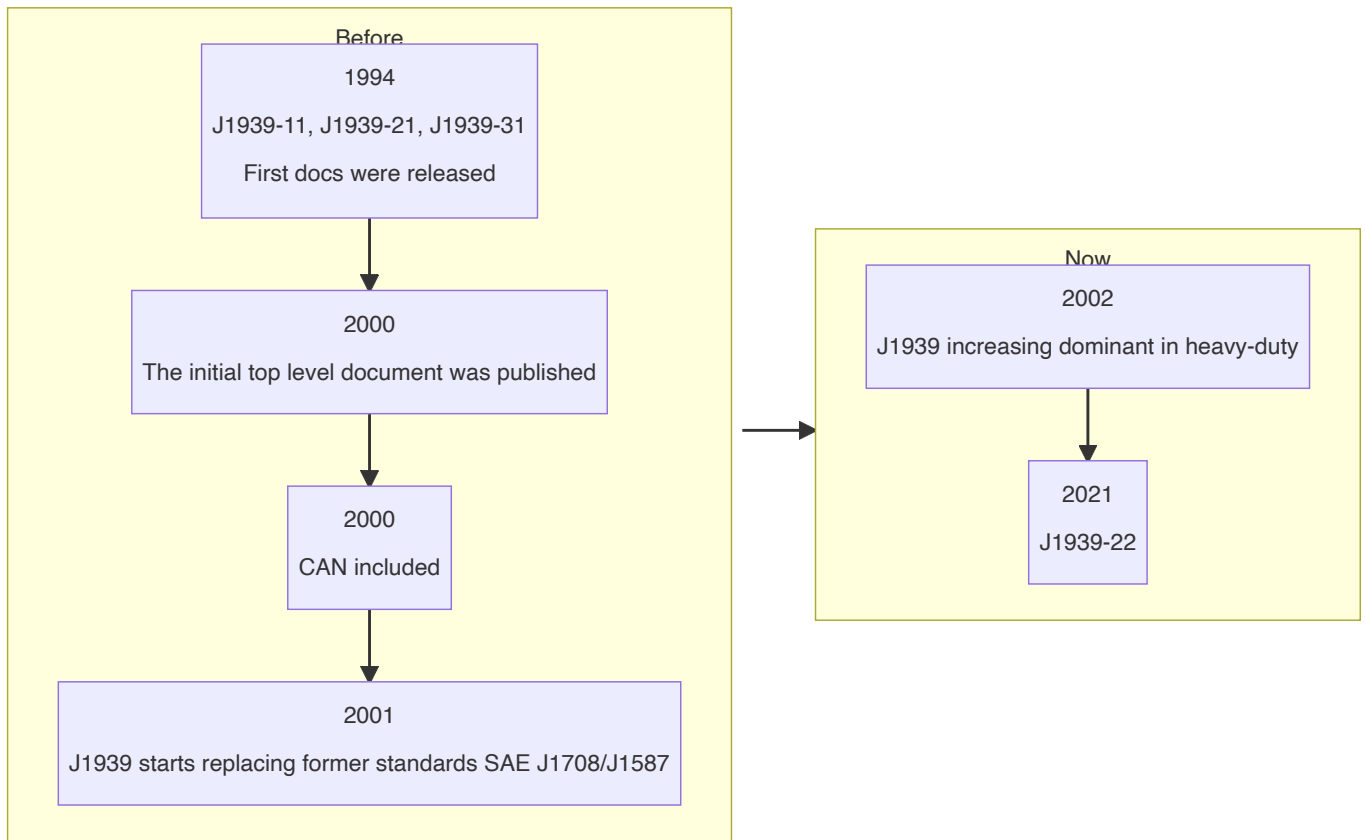 Before
1994
J1939-11, J1939-21, J1939-31
First docs were released
2000
The initial top level document was published
2000
CAN included
2001
J1939 starts replacing former standards SAE J1708/J1587
Now
2002
J1939 increasing dominant in heavy-duty
2021
J1939-22